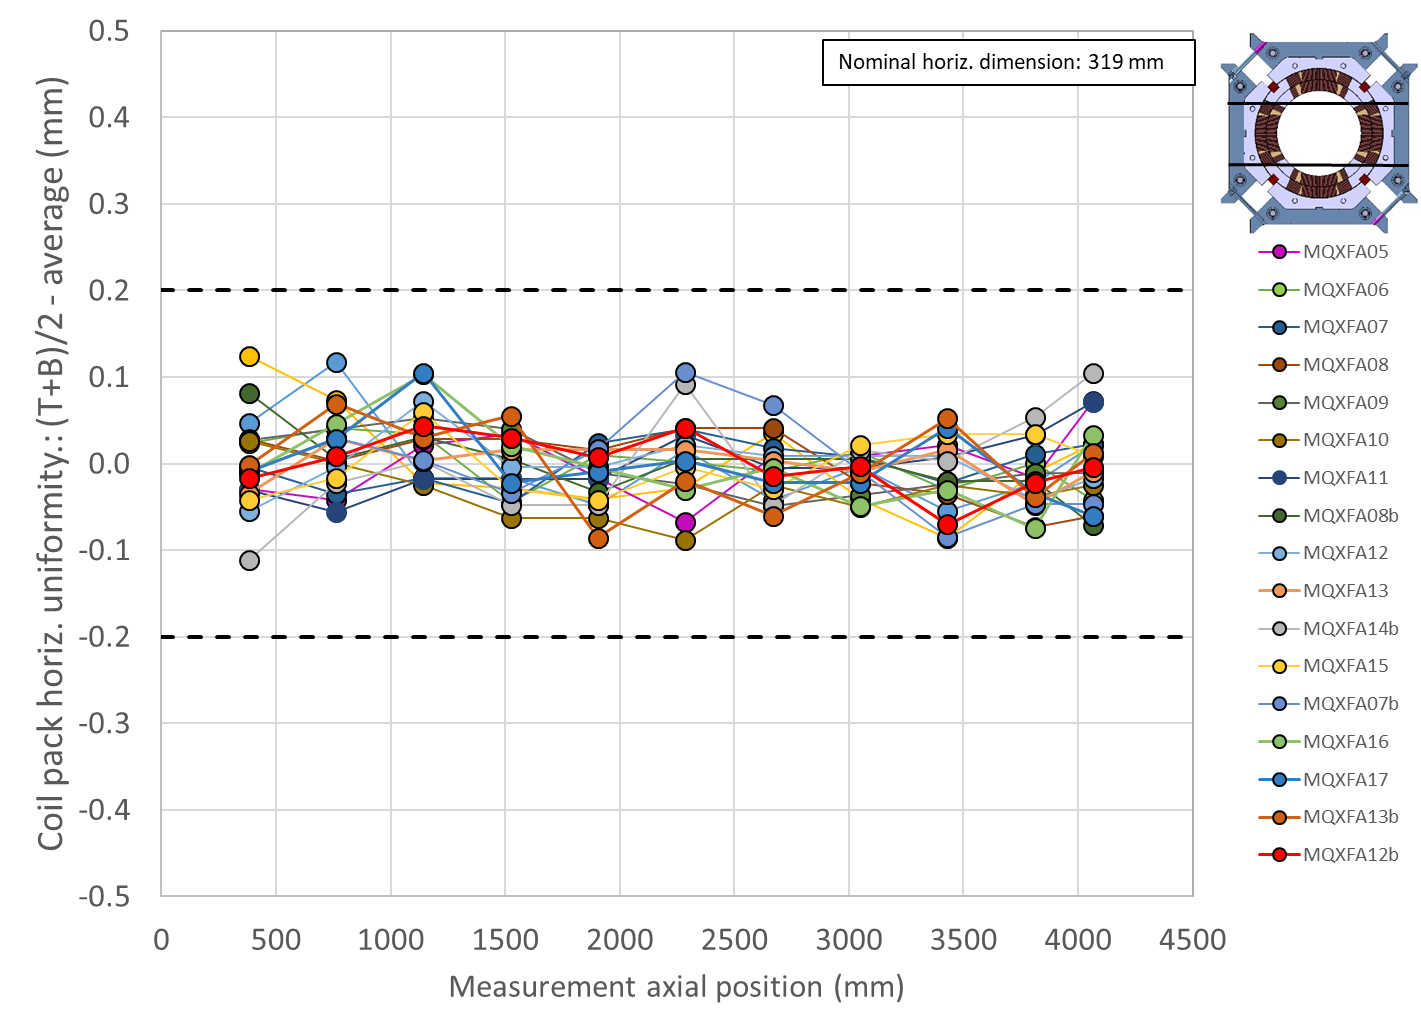 Coil pack horiz. uniformity.: (T+B)/2 - average (mm)
0.5
0.4
0.3
0.2
0.1
0.0
-0.1
-0.2
-0.3
-0.4
-0.5
Nominal horiz. dimension: 319 mm
0 500 1000 1500 2000 2500 3000 3500 4000 4500
Measurement axial position (mm)
MQXFA05
MQXFA06
MQXFA07
MQXFA08
MQXFA09
MQXFA10
MQXFA11
MQXFA08b
MQXFA12
MQXFA13
MQXFA14b
MQXFA15
MQXFA07b
MQXFA16
MQXFA17
MQXFA13b
MQXFA12b